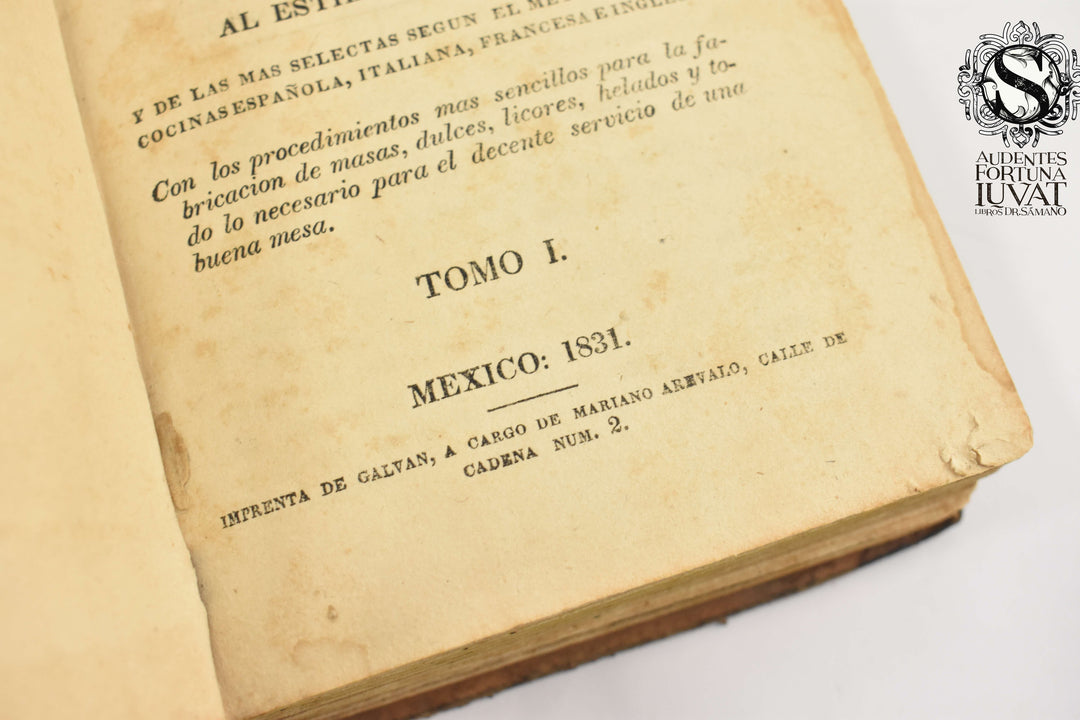 AL ESTIL
Y DE LAS MAS SELECTAS SEGUN EL
COCINAS ESPAÑOLA, ITALIANA, FRANCESA E INGLE
Con los procedimientos mas sencillos para la fa-
bricacion de masas, dulces, licores, helados y to-
do lo necesario para el decente servicio de una
buena mesa.
TOMO I.
MEXICO: 1831.
IMPRENTA DE GALVAN, A CARGO DE MARIANO AREVALO, CALLE DE
CADENA NUM. 2.
S
AUDENTES
FORTUNA
IUVAT
LIBROS DR. SÁMANO